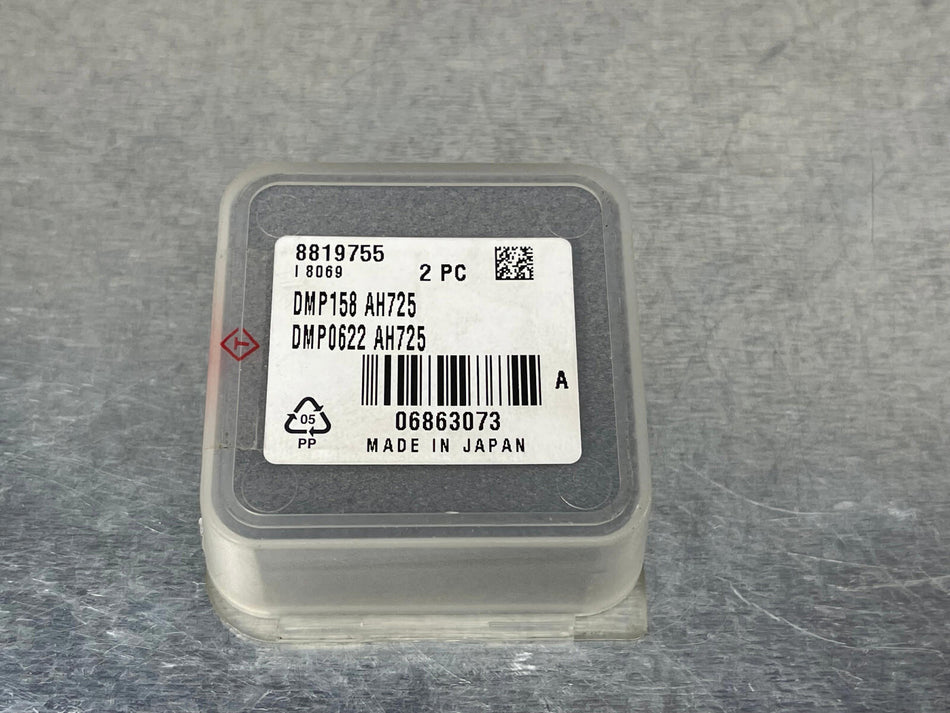 8819755
I 8069
2 PC
DMP158 AH725
DMP0622 AH725
A
06863073
MADE IN JAPAN
05
PP
T